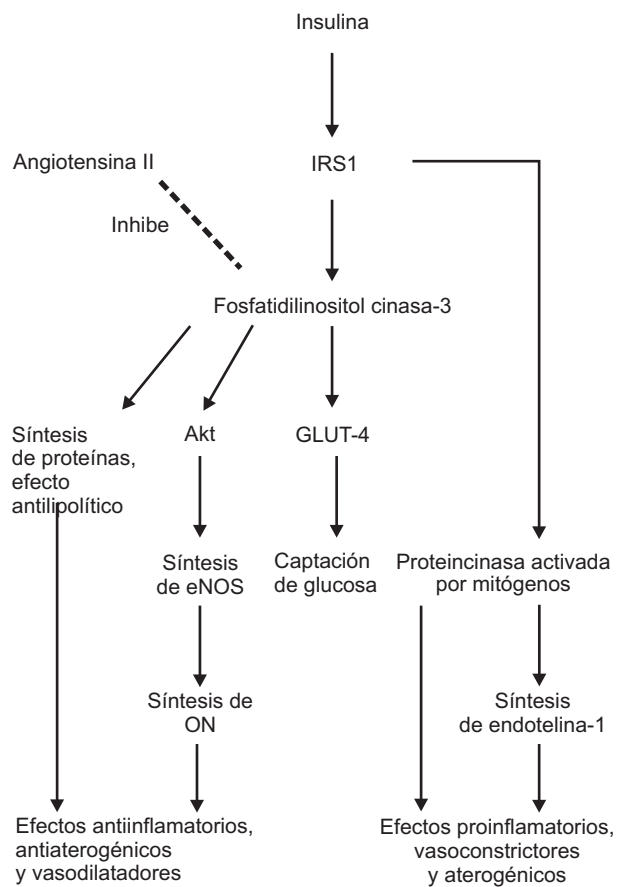 Insulina
Angiotensina II
IRS1
Inhibe
Fosfatidilinositol cinasa-3
Síntesis
de proteínas,
efecto
antilipolítico
Akt
GLUT-4
Síntesis
de eNOS
Captación
de glucosa
Proteincinasa activada
por mitógenos
Síntesis de
ON
Síntesis
de endotelina-1
Efectos antiinflamatorios,
antiaterogénicos
y vasodilatadores
Efectos proinflamatorios,
vasoconstrictores
y aterogénicos